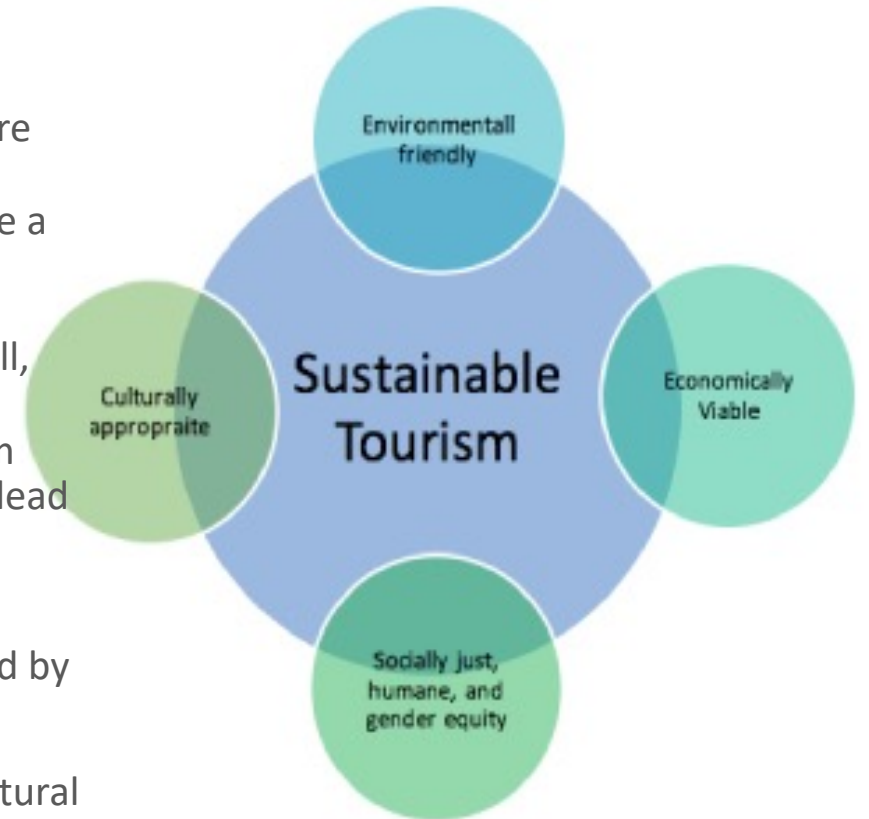 re
e a
ll,
n
lead
d by
tural
Environmentall
friendly
Culturally
appropraite
Sustainable
Tourism
Economically
Viable
Socially just,
humane, and
gender equity